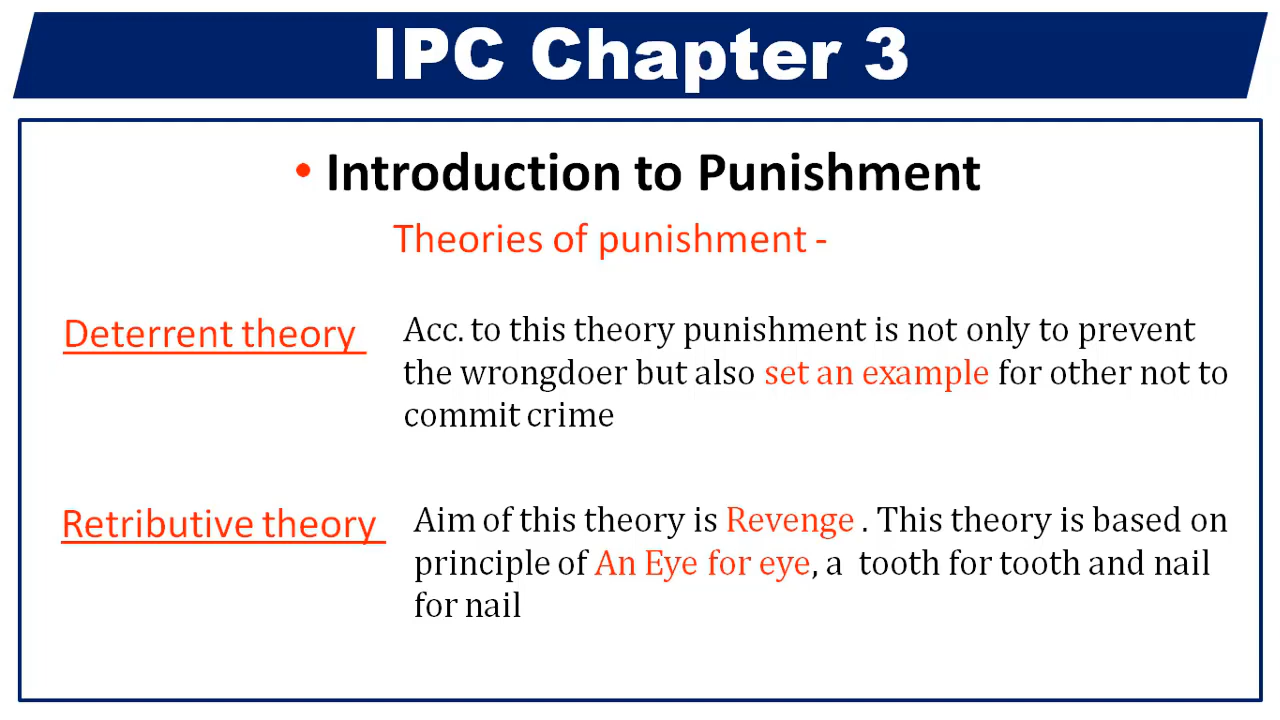 IPC Chapter 3
• Introduction to Punishment
Theories of punishment -
Deterrent theory
Acc. to this theory punishment is not only to prevent
the wrongdoer but also set an example for other not to
commit crime
Retributive theory
Aim of this theory is Revenge . This theory is based on
principle of An Eye for eye, a tooth for tooth and nail
for nail